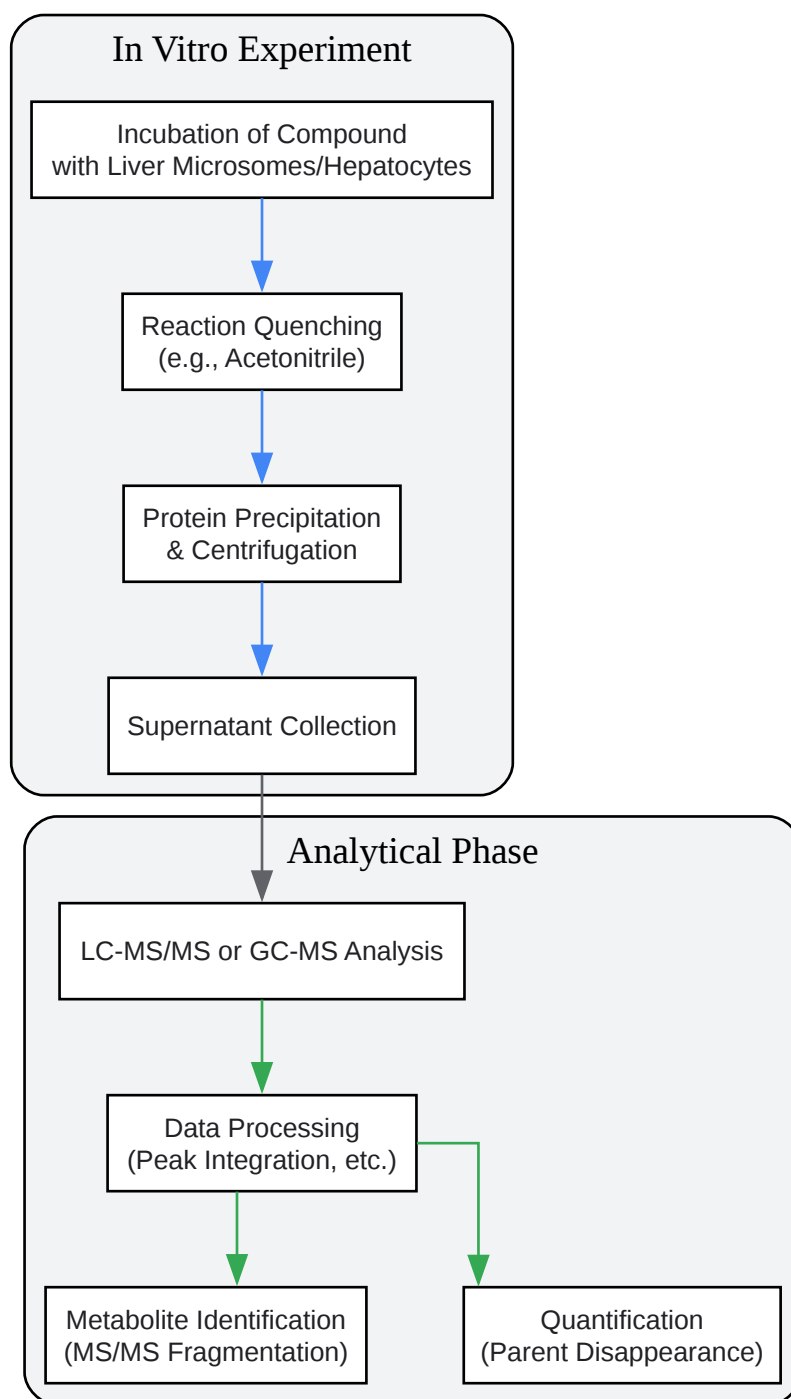 In Vitro Experiment
Incubation of Compound
with Liver Microsomes/Hepatocytes
Reaction Quenching
(e.g., Acetonitrile)
Protein Precipitation
& Centrifugation
Supernatant Collection
Analytical Phase
LC-MS/MS or GC-MS Analysis
Data Processing
(Peak Integration, etc.)
Metabolite Identification
(MS/MS Fragmentation)
Quantification
(Parent Disappearance)